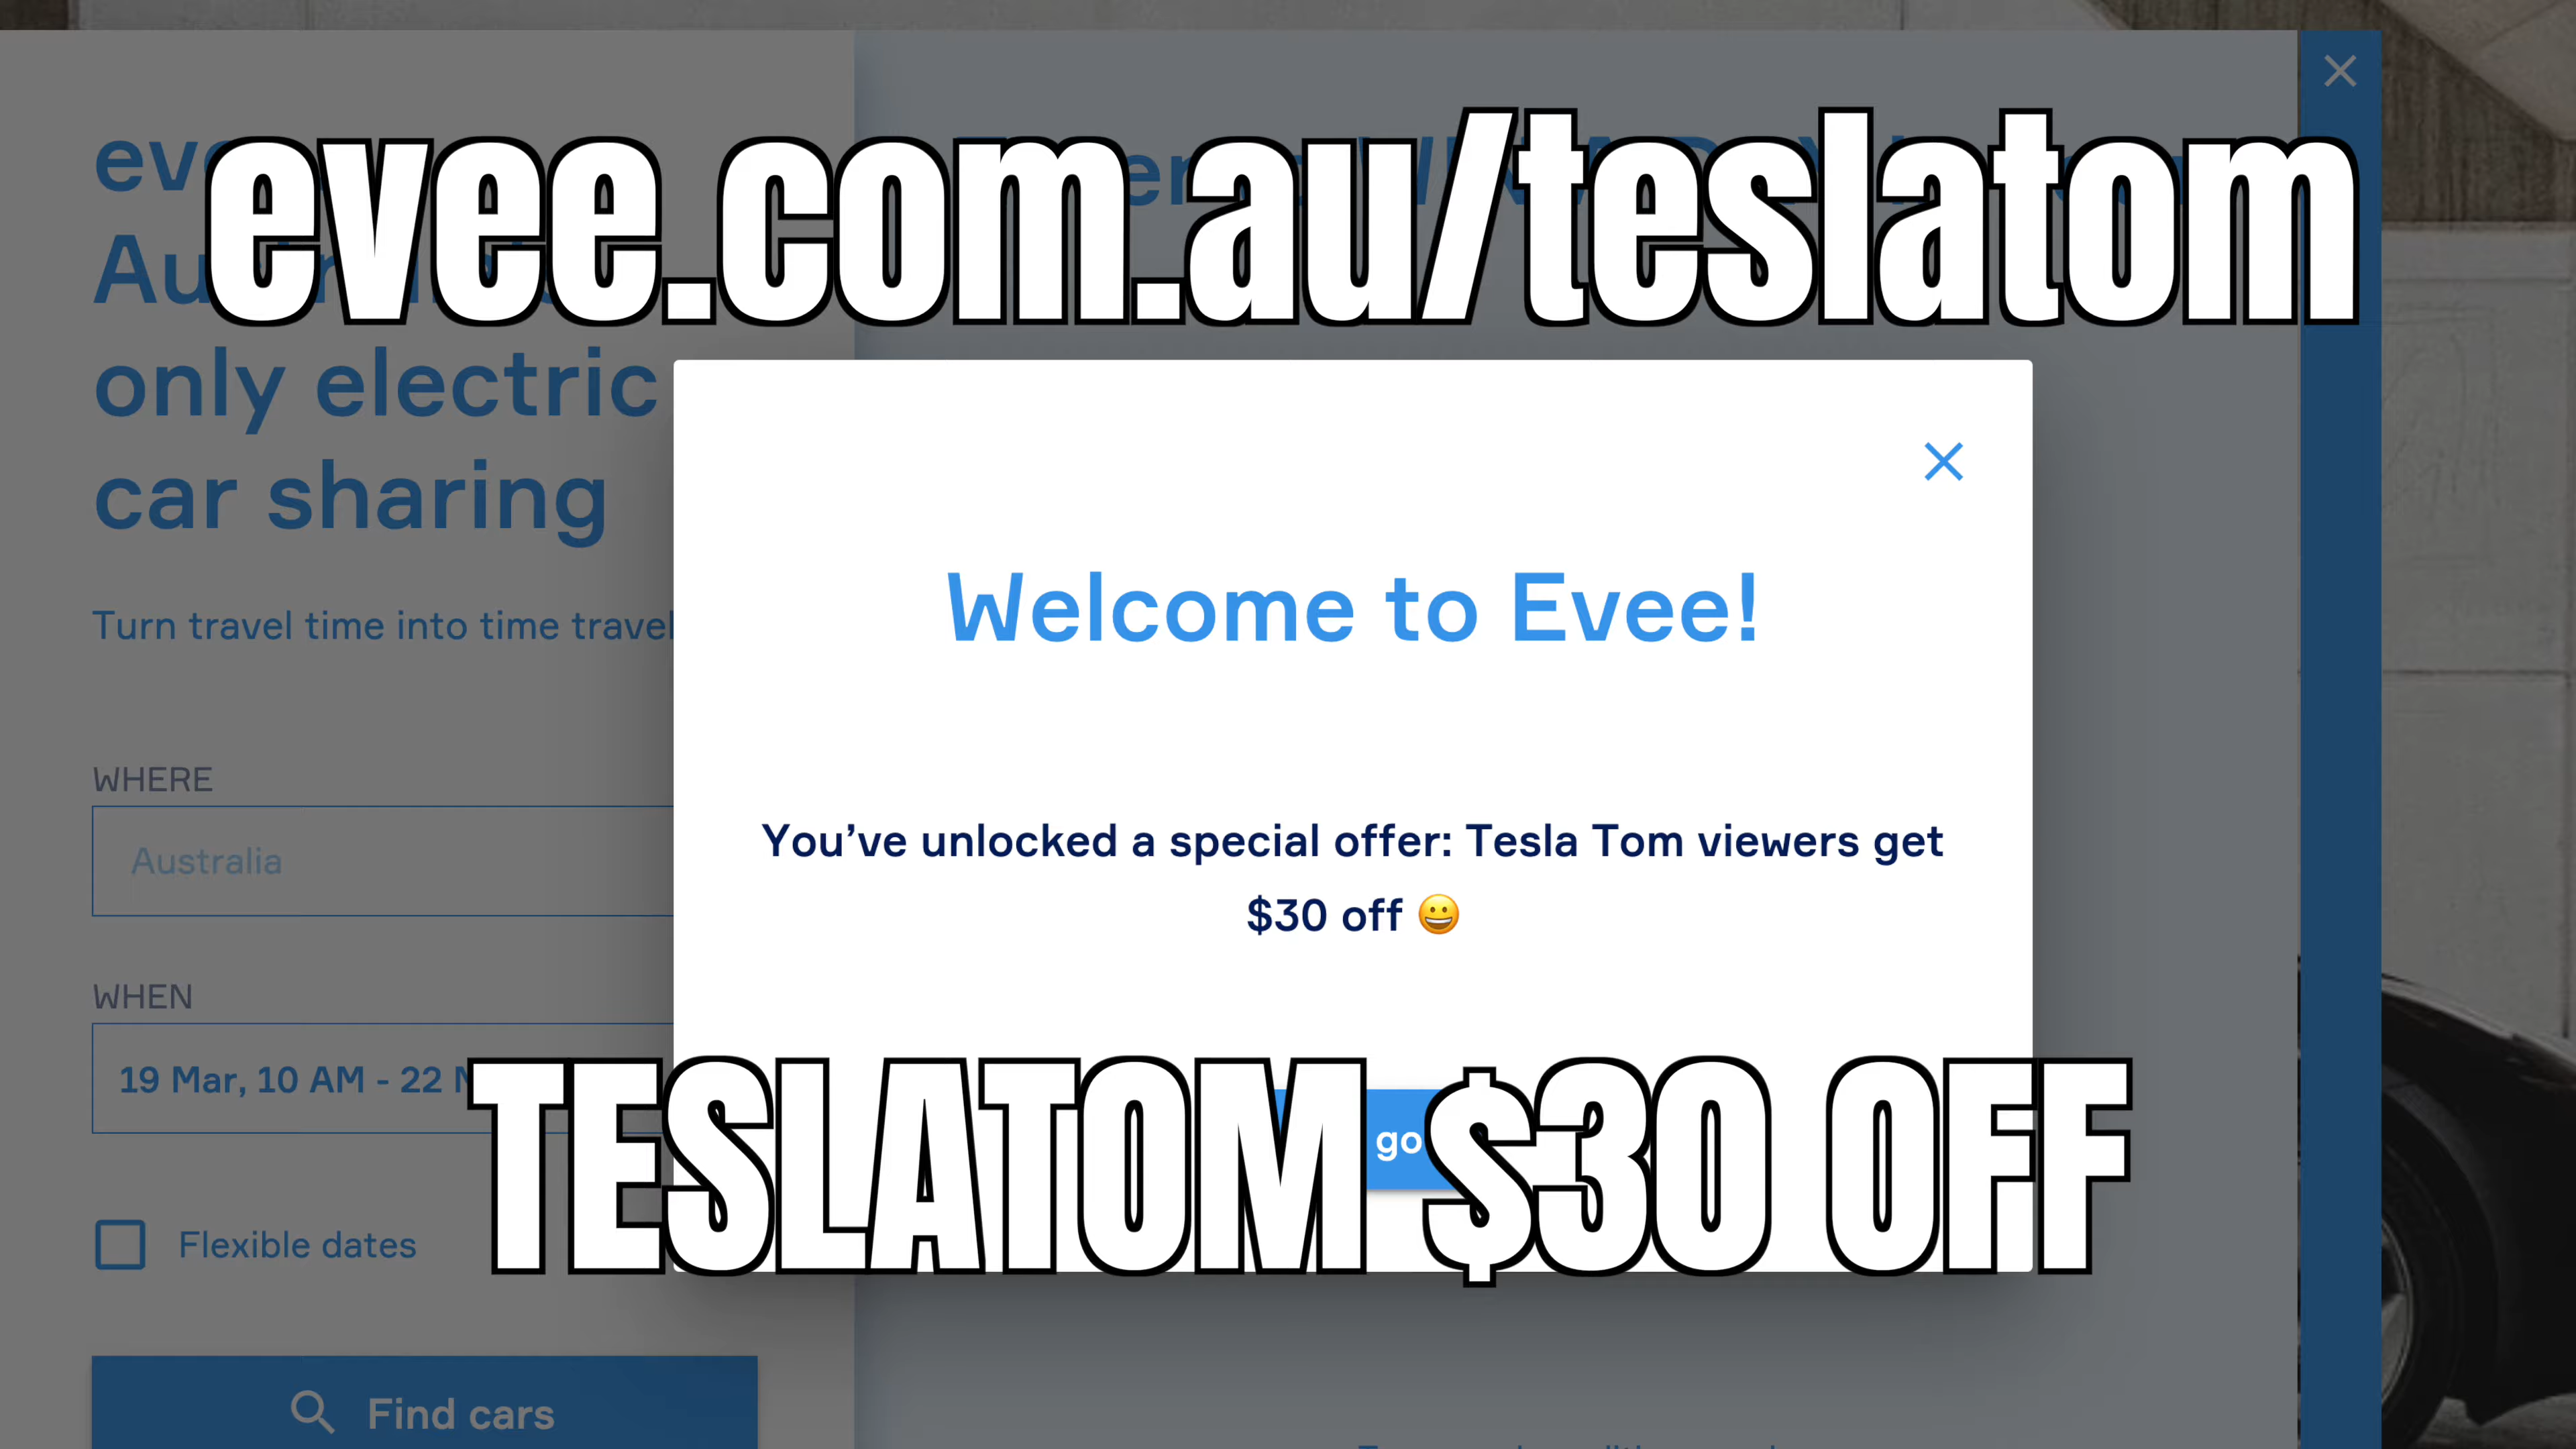 evee.com.au/teslatom
only electric
car sharing
Turn travel time into time travel
WHERE
Australia
WHEN
19 Mar, 10 AM - 22
Flexible dates
Find cars
Welcome to Evee!
You've unlocked a special offer: Tesla Tom viewers get
$30 off 😀
go
TESLATOM $30 OFF